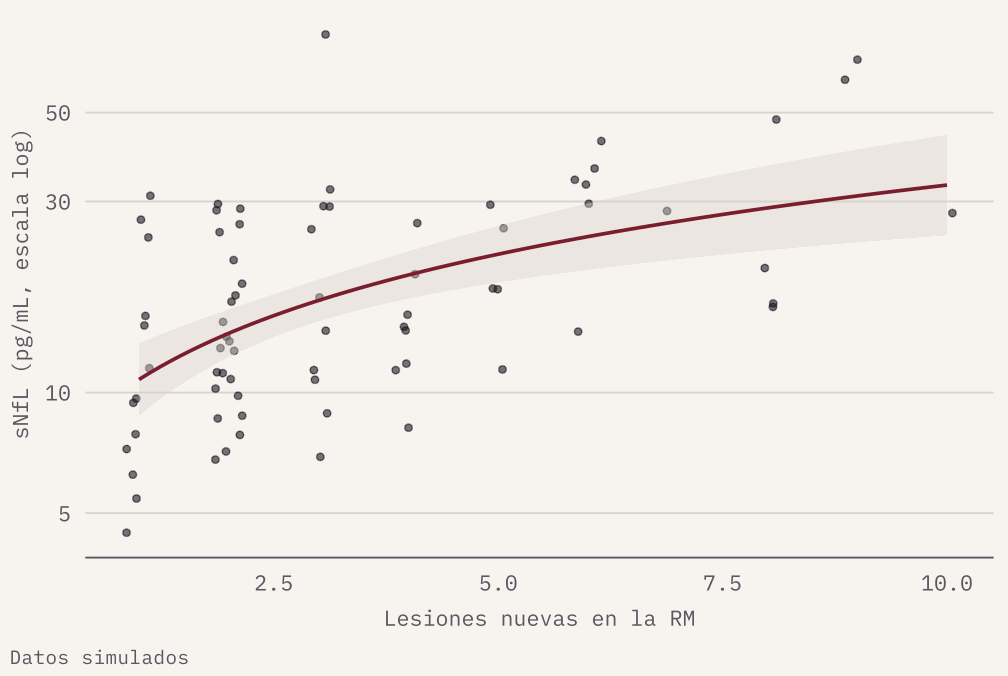 sNfL (pg/mL, escala log)
50
30
10
5
2.5 5.0 7.5 10.0
Lesiones nuevas en la RM
Datos simulados